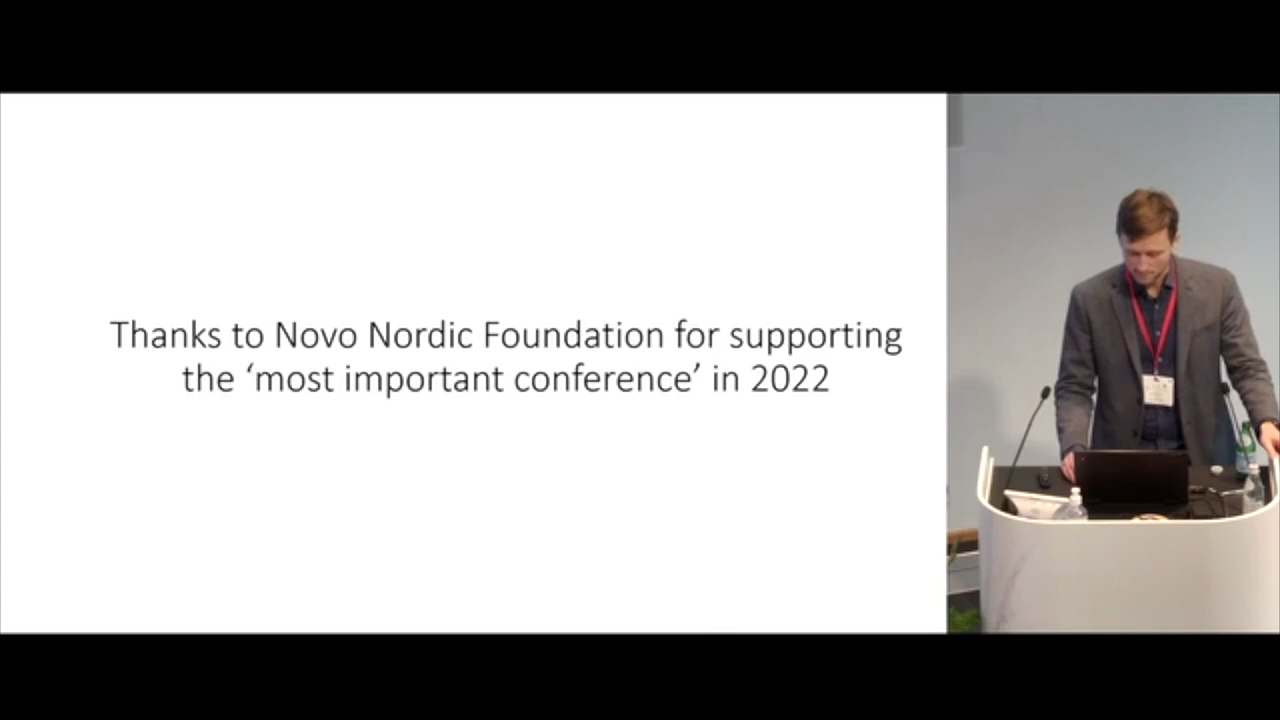 Thanks to Novo Nordic Foundation for supporting
the ‘most important conference’ in 2022